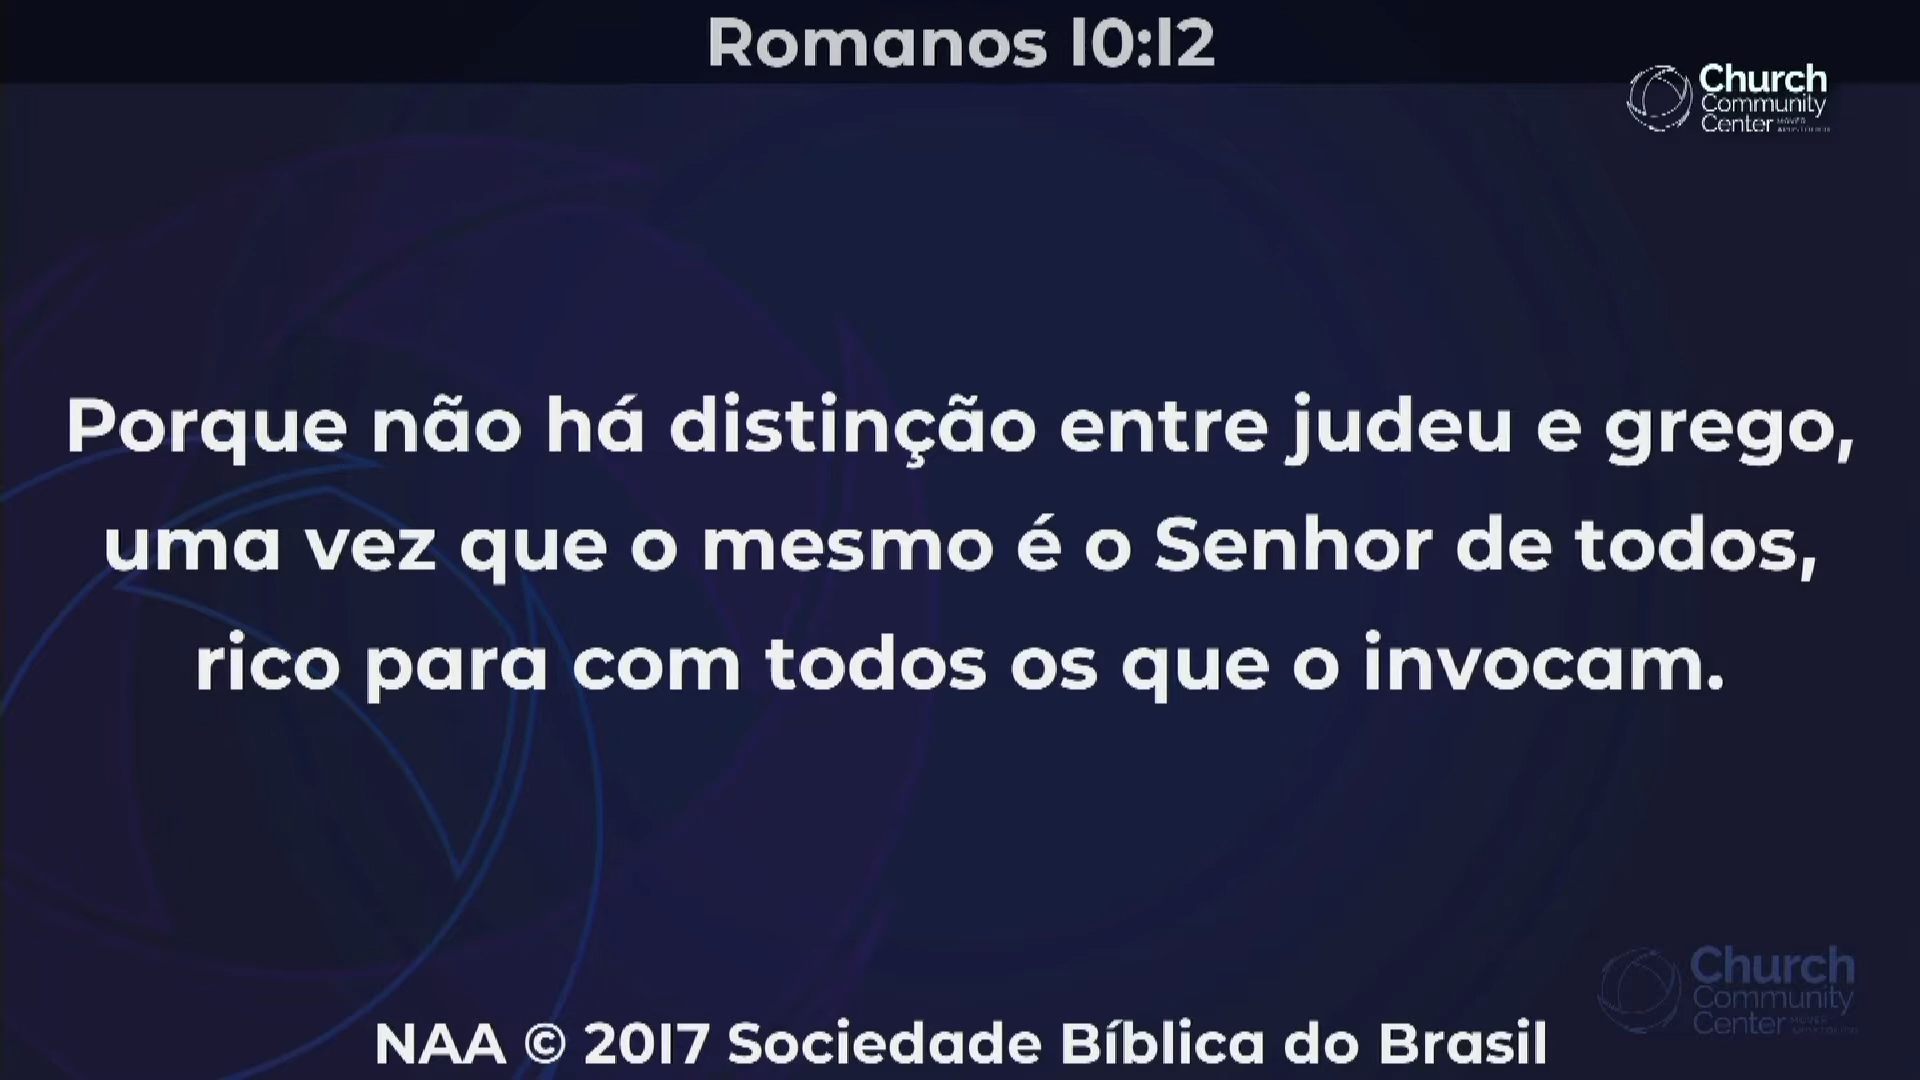 Romanos 10:12
Church
Community
Center
Porque não há distinção entre judeu e grego,
uma vez que o mesmo é o Senhor de todos,
rico para com todos os que o invocam.
Church
Community
Center
NAA © 2017 Sociedade Bíblica do Brasil